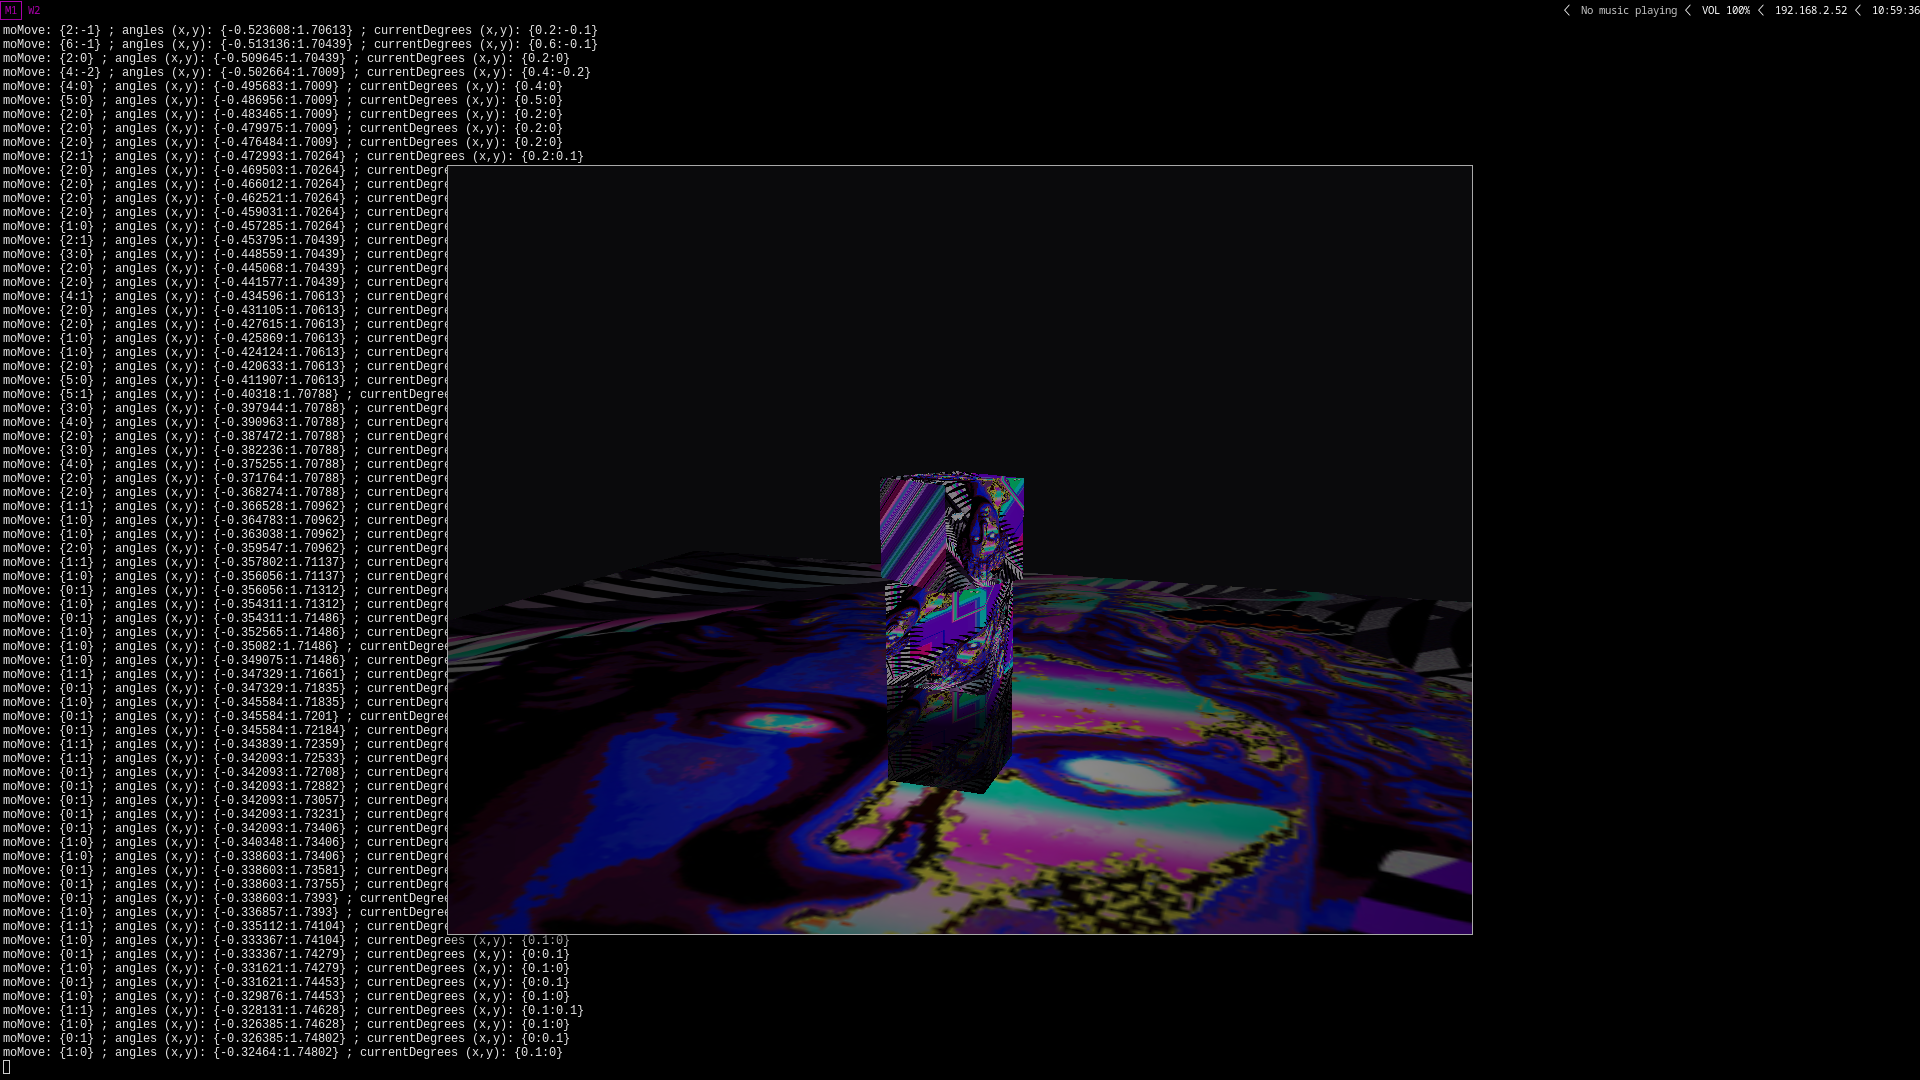 M1 W2 No music playing VOL 100% 192.168.2.52 10:59:36
moMove: {2:-1} ; angles (x,y): {-0.523608:1.70613} ; currentDegrees (x,y): {0.2:-0.1}
moMove: {6:-1} ; angles (x,y): {-0.513136:1.70439} ; currentDegrees (x,y): {0.6:-0.1}
moMove: {2:0} ; angles (x,y): {-0.509645:1.70439} ; currentDegrees (x,y): {0.2:0}
moMove: {4:-2} ; angles (x,y): {-0.502664:1.7009} ; currentDegrees (x,y): {0.4:-0.2}
moMove: {4:0} ; angles (x,y): {-0.495683:1.7009} ; currentDegrees (x,y): {0.4:0}
moMove: {5:0} ; angles (x,y): {-0.486956:1.7009} ; currentDegrees (x,y): {0.5:0}
moMove: {2:0} ; angles (x,y): {-0.483465:1.7009} ; currentDegrees (x,y): {0.2:0}
moMove: {2:0} ; angles (x,y): {-0.479975:1.7009} ; currentDegrees (x,y): {0.2:0}
moMove: {2:0} ; angles (x,y): {-0.476484:1.7009} ; currentDegrees (x,y): {0.2:0}
moMove: {2:1} ; angles (x,y): {-0.472993:1.70264} ; currentDegrees (x,y): {0.2:0.1}
moMove: {2:0} ; angles (x,y): {-0.469503:1.70264} ; currentDegre
moMove: {2:0} ; angles (x,y): {-0.466012:1.70264} ; currentDegre
moMove: {2:0} ; angles (x,y): {-0.462521:1.70264} ; currentDegre
moMove: {2:0} ; angles (x,y): {-0.459031:1.70264} ; currentDegre
moMove: {1:0} ; angles (x,y): {-0.457285:1.70264} ; currentDegre
moMove: {2:1} ; angles (x,y): {-0.453795:1.70439} ; currentDegre
moMove: {3:0} ; angles (x,y): {-0.448559:1.70439} ; currentDegre
moMove: {2:0} ; angles (x,y): {-0.445068:1.70439} ; currentDegre
moMove: {2:0} ; angles (x,y): {-0.441577:1.70439} ; currentDegre
moMove: {4:1} ; angles (x,y): {-0.434596:1.70613} ; currentDegre
moMove: {2:0} ; angles (x,y): {-0.431105:1.70613} ; currentDegre
moMove: {2:0} ; angles (x,y): {-0.427615:1.70613} ; currentDegre
moMove: {1:0} ; angles (x,y): {-0.425869:1.70613} ; currentDegre
moMove: {1:0} ; angles (x,y): {-0.424124:1.70613} ; currentDegre
moMove: {2:0} ; angles (x,y): {-0.420633:1.70613} ; currentDegre
moMove: {5:0} ; angles (x,y): {-0.411907:1.70613} ; currentDegre
moMove: {5:1} ; angles (x,y): {-0.40318:1.70788} ; currentDegree
moMove: {3:0} ; angles (x,y): {-0.397944:1.70788} ; currentDegre
moMove: {4:0} ; angles (x,y): {-0.390963:1.70788} ; currentDegre
moMove: {2:0} ; angles (x,y): {-0.387472:1.70788} ; currentDegre
moMove: {3:0} ; angles (x,y): {-0.382236:1.70788} ; currentDegre
moMove: {4:0} ; angles (x,y): {-0.375255:1.70788} ; currentDegre
moMove: {2:0} ; angles (x,y): {-0.371764:1.70788} ; currentDegre
moMove: {2:0} ; angles (x,y): {-0.368274:1.70788} ; currentDegre
moMove: {1:1} ; angles (x,y): {-0.366528:1.70962} ; currentDegre
moMove: {1:0} ; angles (x,y): {-0.364783:1.70962} ; currentDegre
moMove: {1:0} ; angles (x,y): {-0.363038:1.70962} ; currentDegre
moMove: {2:0} ; angles (x,y): {-0.359547:1.70962} ; currentDegre
moMove: {1:1} ; angles (x,y): {-0.357802:1.71137} ; currentDegre
moMove: {1:0} ; angles (x,y): {-0.356056:1.71137} ; currentDegre
moMove: {0:1} ; angles (x,y): {-0.356056:1.71312} ; currentDegre
moMove: {1:0} ; angles (x,y): {-0.354311:1.71312} ; currentDegre
moMove: {0:1} ; angles (x,y): {-0.354311:1.71486} ; currentDegre
moMove: {1:0} ; angles (x,y): {-0.352565:1.71486} ; currentDegre
moMove: {1:0} ; angles (x,y): {-0.35082:1.71486} ; currentDegree
moMove: {1:0} ; angles (x,y): {-0.349075:1.71486} ; currentDegre
moMove: {1:1} ; angles (x,y): {-0.347329:1.71661} ; currentDegre
moMove: {0:1} ; angles (x,y): {-0.347329:1.71835} ; currentDegre
moMove: {1:0} ; angles (x,y): {-0.345584:1.71835} ; currentDegre
moMove: {0:1} ; angles (x,y): {-0.345584:1.7201} ; currentDegree
moMove: {0:1} ; angles (x,y): {-0.345584:1.72184} ; currentDegre
moMove: {1:1} ; angles (x,y): {-0.343839:1.72359} ; currentDegre
moMove: {1:1} ; angles (x,y): {-0.342093:1.72533} ; currentDegre
moMove: {0:1} ; angles (x,y): {-0.342093:1.72708} ; currentDegre
moMove: {0:1} ; angles (x,y): {-0.342093:1.72882} ; currentDegre
moMove: {0:1} ; angles (x,y): {-0.342093:1.73057} ; currentDegre
moMove: {0:1} ; angles (x,y): {-0.342093:1.73231} ; currentDegre
moMove: {0:1} ; angles (x,y): {-0.342093:1.73406} ; currentDegre
moMove: {1:0} ; angles (x,y): {-0.340348:1.73406} ; currentDegre
moMove: {1:0} ; angles (x,y): {-0.338603:1.73406} ; currentDegre
moMove: {0:1} ; angles (x,y): {-0.338603:1.73581} ; currentDegre
moMove: {0:1} ; angles (x,y): {-0.338603:1.73755} ; currentDegre
moMove: {0:1} ; angles (x,y): {-0.338603:1.7393} ; currentDegree
moMove: {1:0} ; angles (x,y): {-0.336857:1.7393} ; currentDegree
moMove: {1:1} ; angles (x,y): {-0.335112:1.74104} ; currentDegre
moMove: {1:0} ; angles (x,y): {-0.333367:1.74104} ; currentDegrees (x,y): {0.1:0}
moMove: {0:1} ; angles (x,y): {-0.333367:1.74279} ; currentDegrees (x,y): {0:0.1}
moMove: {1:0} ; angles (x,y): {-0.331621:1.74279} ; currentDegrees (x,y): {0.1:0}
moMove: {0:1} ; angles (x,y): {-0.331621:1.74453} ; currentDegrees (x,y): {0:0.1}
moMove: {1:0} ; angles (x,y): {-0.329876:1.74453} ; currentDegrees (x,y): {0.1:0}
moMove: {1:1} ; angles (x,y): {-0.328131:1.74628} ; currentDegrees (x,y): {0.1:0.1}
moMove: {1:0} ; angles (x,y): {-0.326385:1.74628} ; currentDegrees (x,y): {0.1:0}
moMove: {0:1} ; angles (x,y): {-0.326385:1.74802} ; currentDegrees (x,y): {0:0.1}
moMove: {1:0} ; angles (x,y): {-0.32464:1.74802} ; currentDegrees (x,y): {0.1:0}